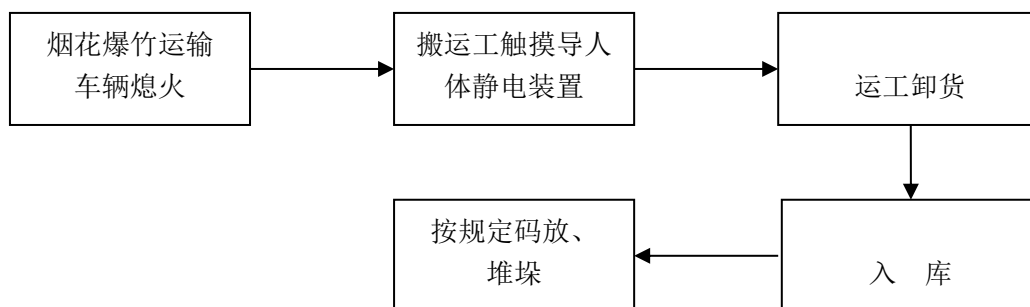 烟花爆竹运输
车辆熄火
搬运工触摸导人
体静电装置
运工卸货
入　库
按规定码放、
堆垛